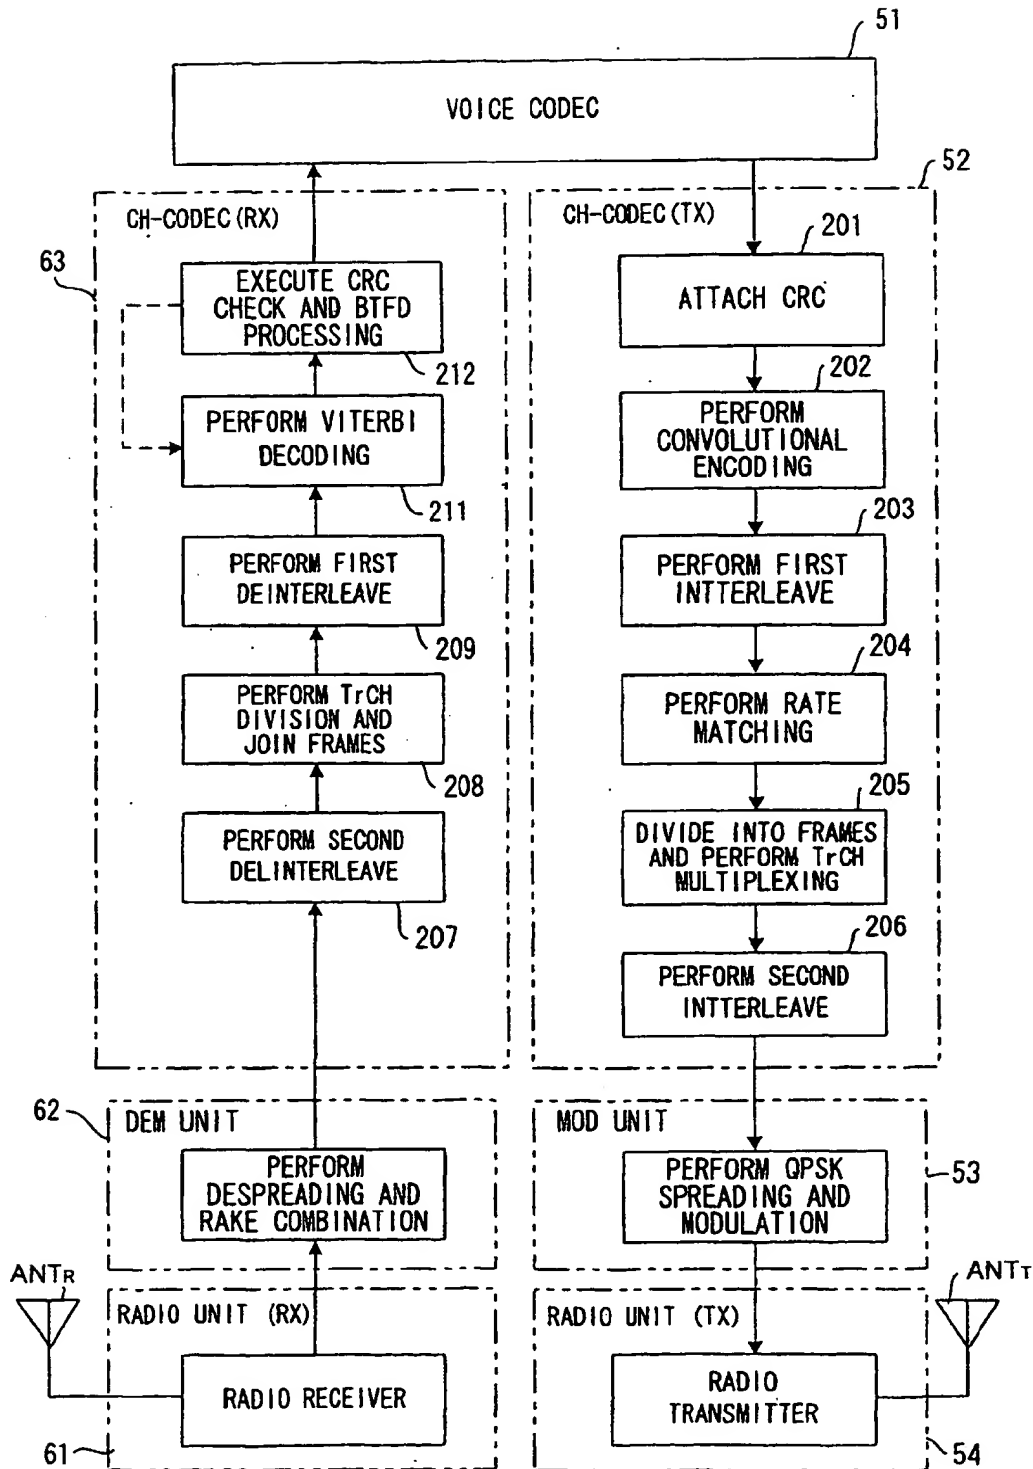 51
VOICE CODEC
52
CH-CODEC(RX)
63
EXECUTE CRC
CHECK AND BTFD
PROCESSING
212
PERFORM VITERBI
DECODING
211
PERFORM FIRST
DEINTERLEAVE
209
PERFORM TrCH
DIVISION AND
JOIN FRAMES
208
PERFORM SECOND
DELINTERLEAVE
207
CH-CODEC(TX)
201
ATTACH CRC
202
PERFORM
CONVOLUTIONAL
ENCODING
203
PERFORM FIRST
INTTERLEAVE
204
PERFORM RATE
MATCHING
205
DIVIDE INTO FRAMES
AND PERFORM TrCH
MULTIPLEXING
206
PERFORM SECOND
INTTERLEAVE
62
DEM UNIT
PERFORM
DESPREADING AND
RAKE COMBINATION
MOD UNIT
PERFORM QPSK
SPREADING AND
MODULATION
53
ANTR
RADIO UNIT (RX)
RADIO RECEIVER
61
RADIO UNIT (TX)
RADIO
TRANSMITTER
ANTT
54